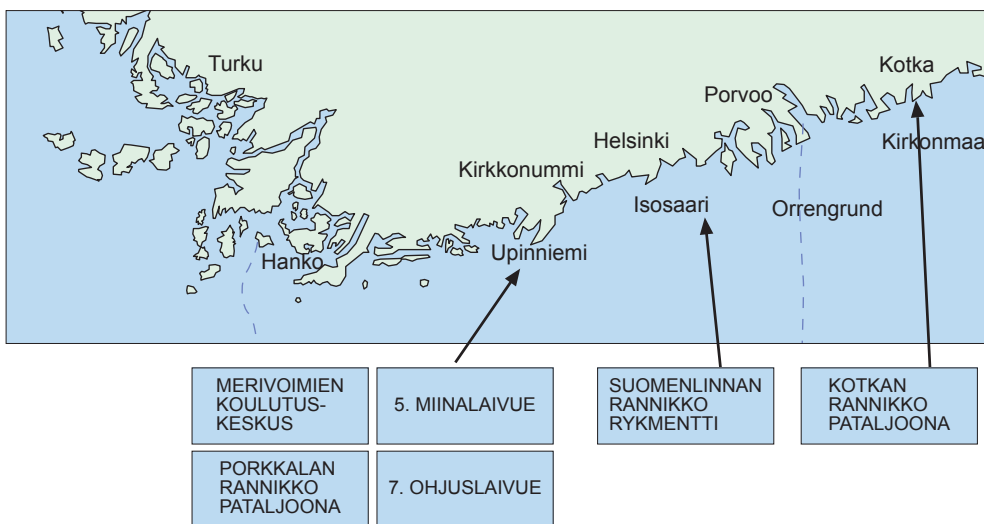 Turku
Kotka
Porvoo
Helsinki
Kirkonmaa
Kirkkonummi
Isosaari
Orrengrund
Hanko
Upinniemi
MERIVOIMIEN
KOULUTUS-
KESKUS
5. MIINALAIVUE
SUOMENLINNAN
RANNIKKO
RYKMENTTI
KOTKAN
RANNIKKO
PATALJOONA
PORKKALAN
RANNIKKO
PATALJOONA
7. OHJUSLAIVUE